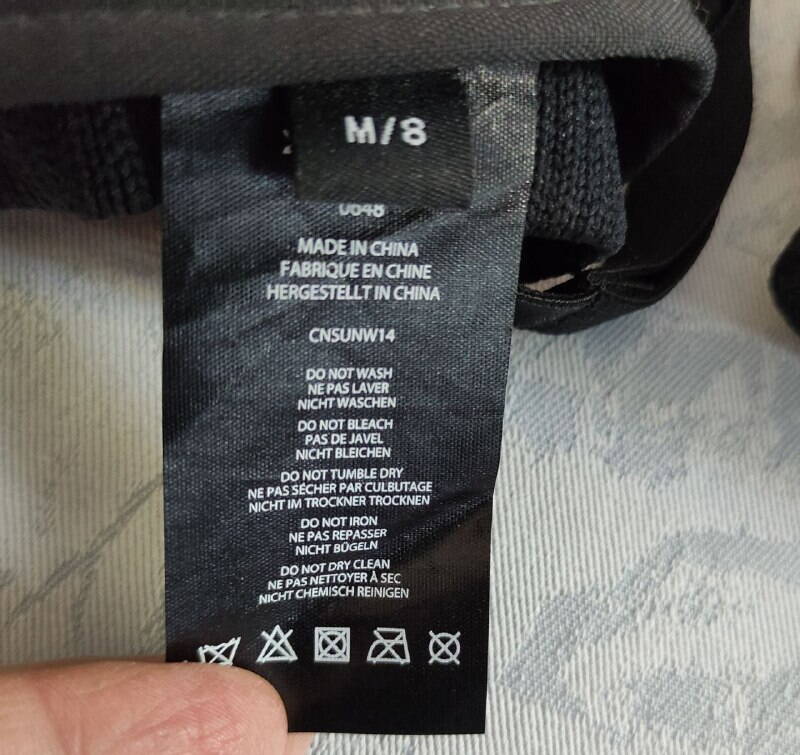 M/8
0648
MADE IN CHINA
FABRIQUE EN CHINE
HERGESTELLT IN CHINA
CNSUNW14
DO NOT WASH
NE PAS LAVER
NICHT WASCHEN
DO NOT BLEACH
PAS DE JAVEL
NICHT BLEICHEN
DO NOT TUMBLE DRY
NE PAS SÉCHER PAR CULBUTAGE
NICHT IM TROCKNER TROCKNEN
DO NOT IRON
NE PAS REPASSER
NICHT BÜGELN
DO NOT DRY CLEAN
NE PAS NETTOYER À SEC
NICHT CHEMISCH REINIGEN